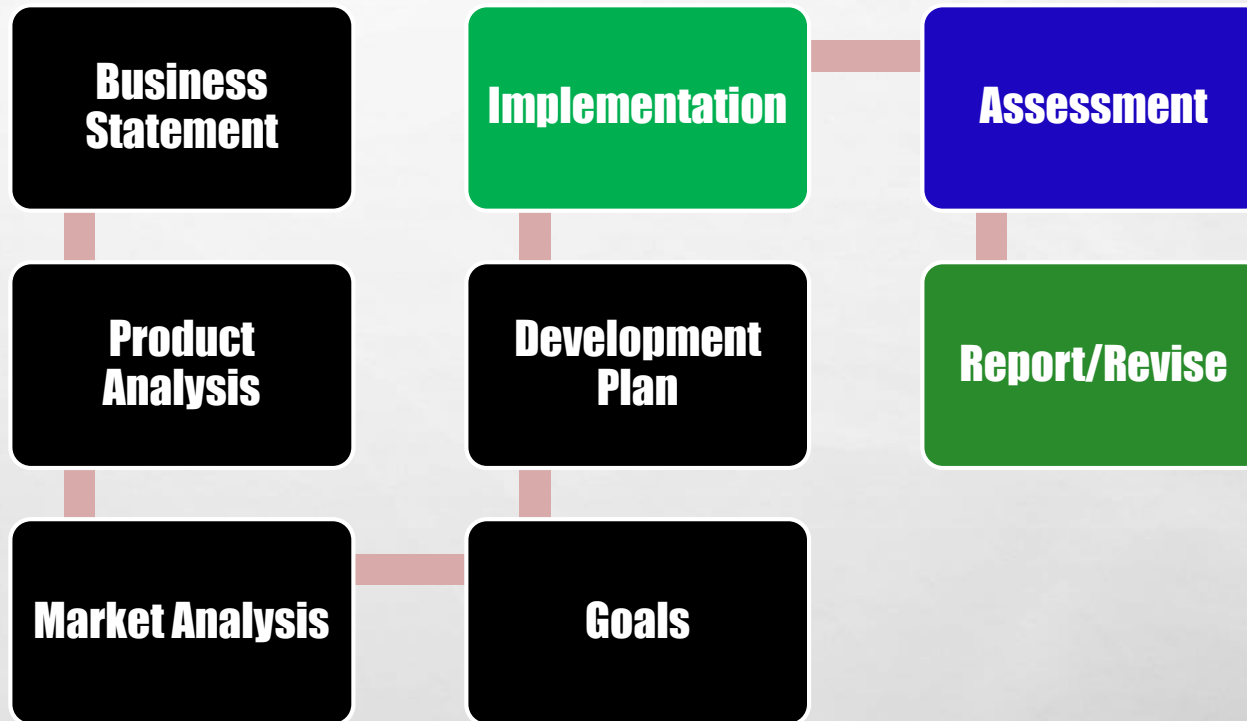 Business
Statement
Product
Analysis
Market Analysis
Goals
Development
Plan
Implementation
Assessment
Report/Revise